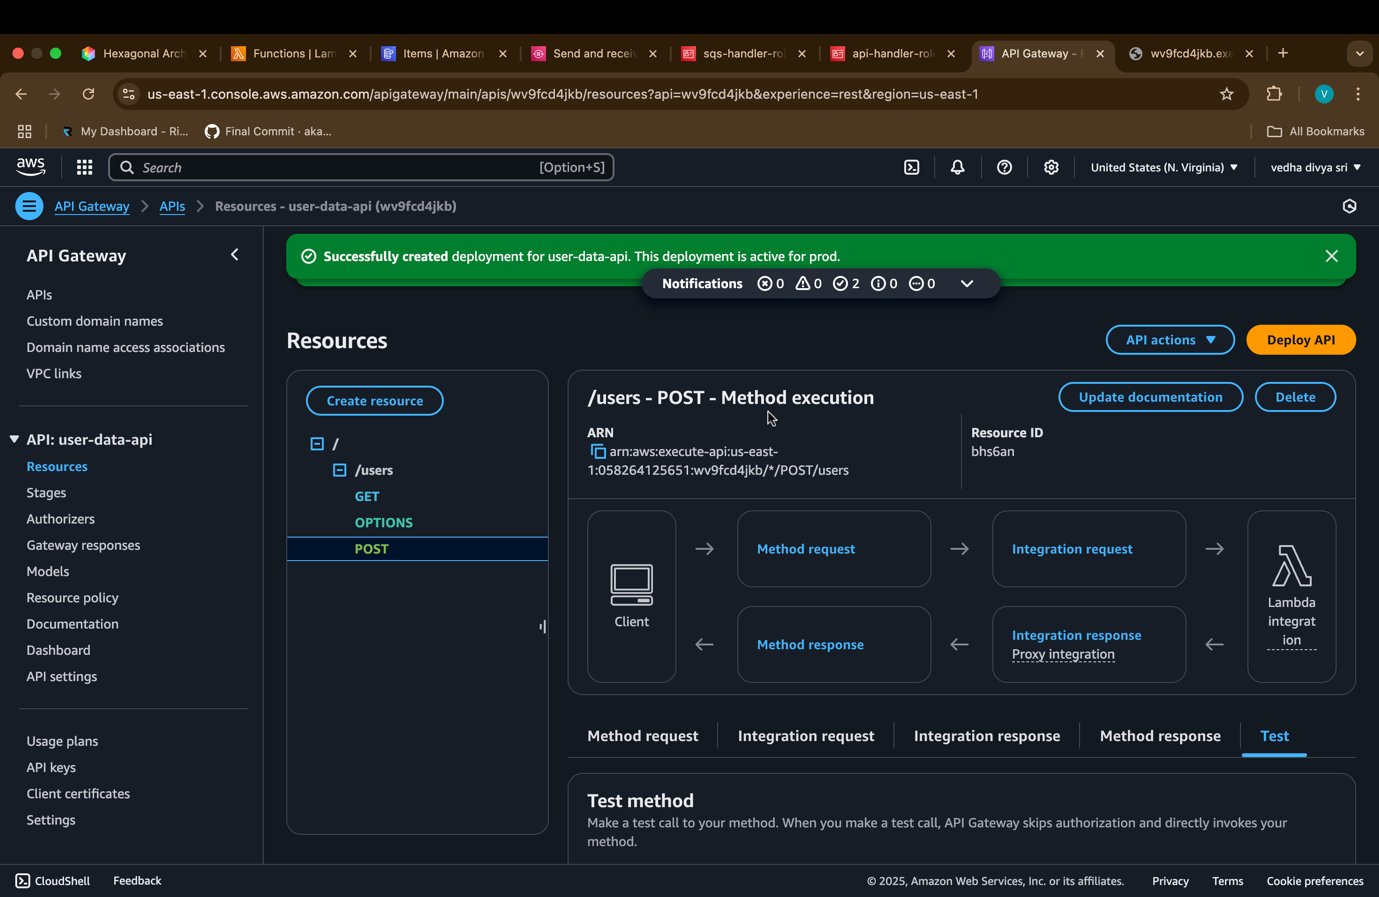 Hexagonal Arch
Functions | Lam
Items | Amazon
Send and recei
sqs-handler-rol
api-handler-rol
API Gateway -
wv9fcd4jkb.exe
us-east-1.console.aws.amazon.com/apigateway/main/apis/wv9fcd4jkb/resources?api=wv9fcd4jkb&experience=rest&region=us-east-1
V
My Dashboard - Ri...
Final Commit · aka...
All Bookmarks
aws
Search
[Option+S]
United States (N. Virginia)
vedha divya sri
API Gateway
APIs
Resources - user-data-api (wv9fcd4jkb)
API Gateway
APIs
Custom domain names
Domain name access associations
VPC links
API: user-data-api
Resources
Stages
Authorizers
Gateway responses
Models
Resource policy
Documentation
Dashboard
API settings
Usage plans
API keys
Client certificates
Settings
Successfully created deployment for user-data-api. This deployment is active for prod.
Notifications 0 0 2 0 0
Resources
API actions
Deploy API
Create resource
/
/users
GET
OPTIONS
POST
/users - POST - Method execution
Update documentation
Delete
ARN
arn:aws:execute-api:us-east-
1:058264125651:wv9fcd4jkb/*/POST/users
Resource ID
bhs6an
Client
Method request
Integration request
Method response
Integration response
Proxy integration
Lambda
integrat
ion
Method request
Integration request
Integration response
Method response
Test
Test method
Make a test call to your method. When you make a test call, API Gateway skips authorization and directly invokes your
method.
CloudShell
Feedback
© 2025, Amazon Web Services, Inc. or its affiliates.
Privacy
Terms
Cookie preferences